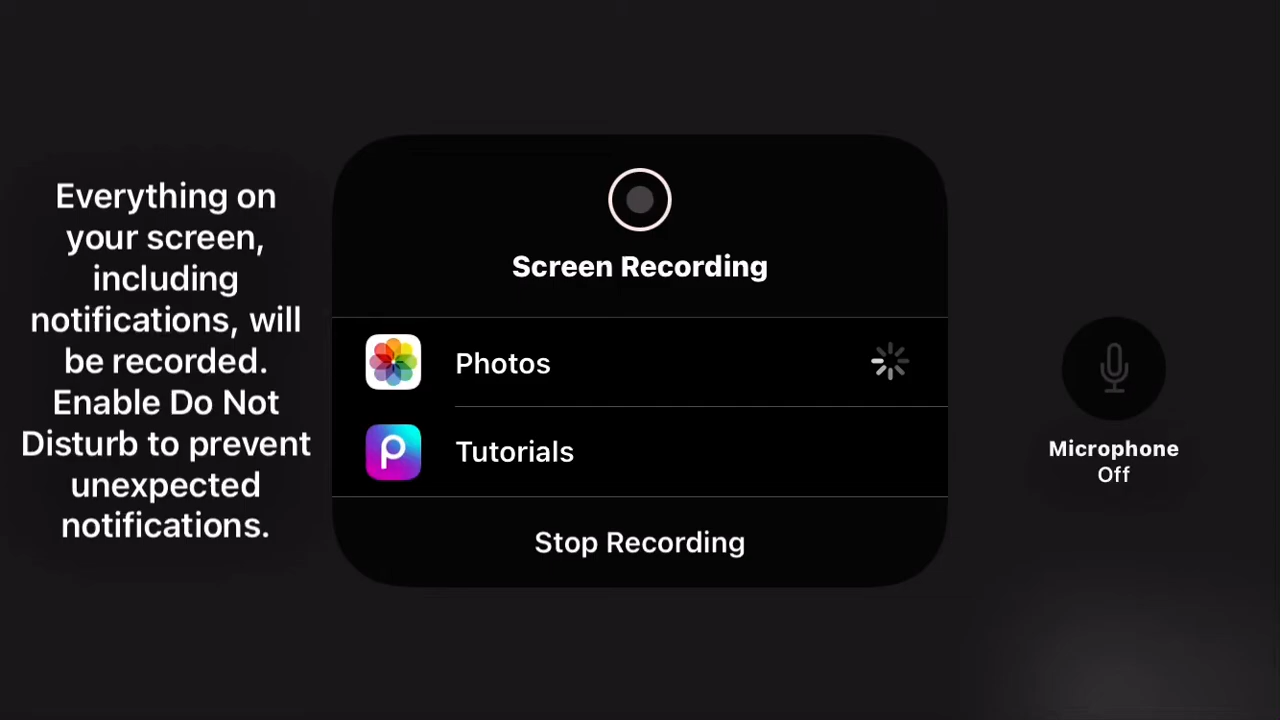 Everything on
your screen,
including
notifications, will
be recorded.
Enable Do Not
Disturb to prevent
unexpected
notifications.
Screen Recording
Photos
Tutorials
Stop Recording
Microphone
Off